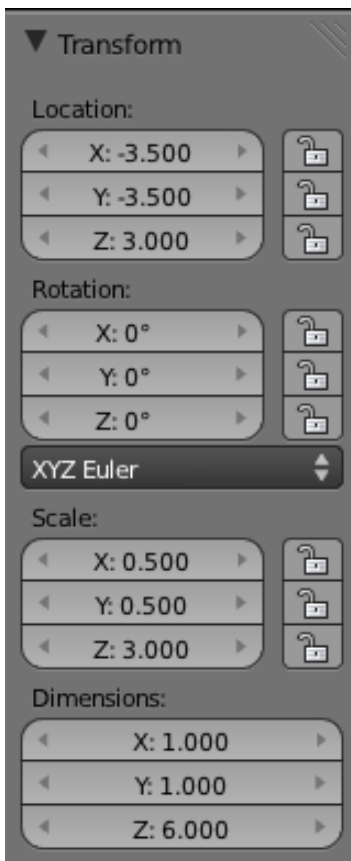 Transform
Location:
X: -3.500
Y: -3.500
Z: 3.000
Rotation:
X: 0°
Y: 0°
Z: 0°
XYZ Euler
Scale:
X: 0.500
Y: 0.500
Z: 3.000
Dimensions:
X: 1.000
Y: 1.000
Z: 6.000